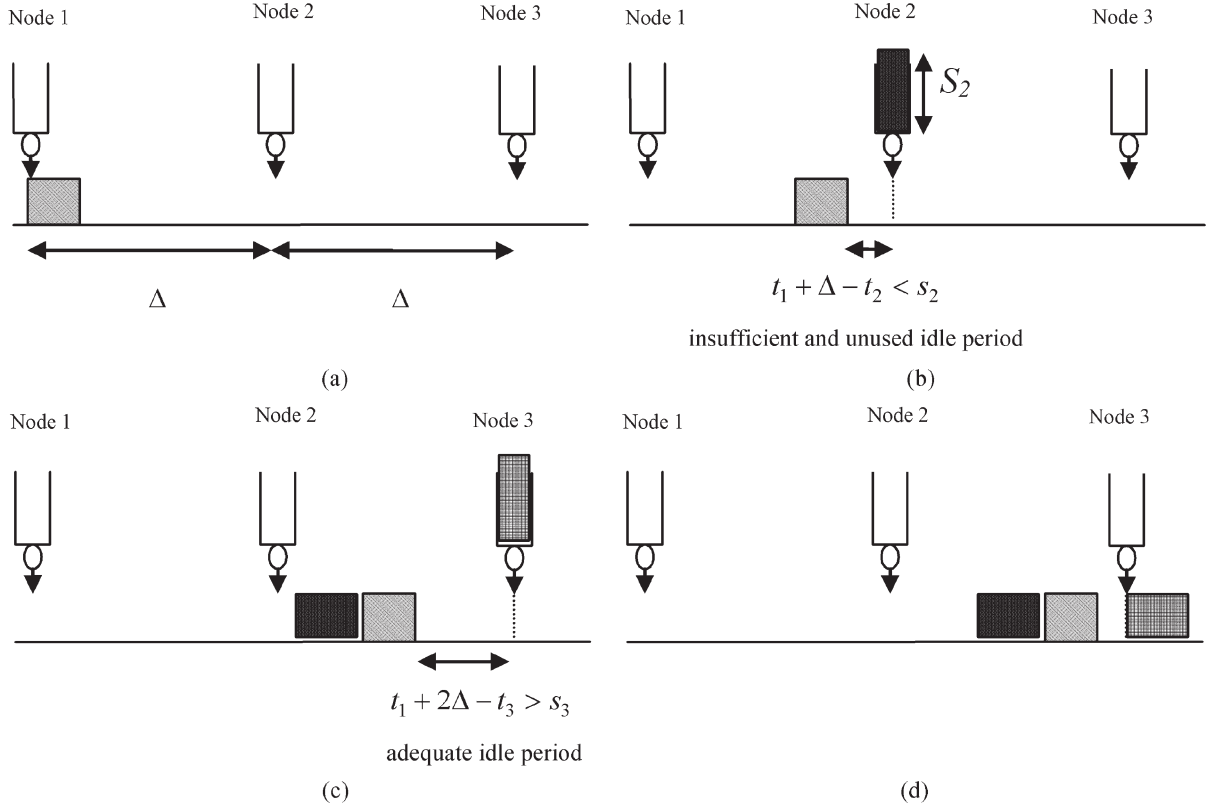 Node 1
Node 2
Node 3
Δ
Δ
(a)
Node 1
Node 2
Node 3
S₂
t₁ + Δ − t₂ < s₂
insufficient and unused idle period
(b)
Node 1
Node 2
Node 3
t₁ + 2Δ − t₃ > s₃
adequate idle period
(c)
Node 1
Node 2
Node 3
(d)